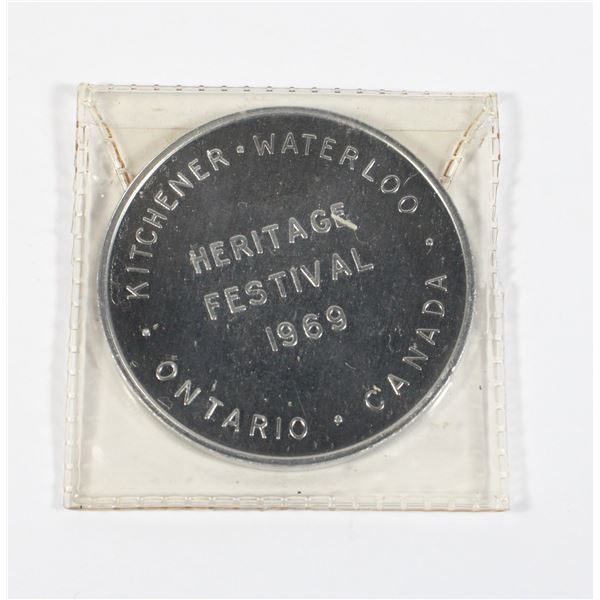 KITCHENER · WATERLOO ·
HERITAGE
FESTIVAL
1969
· ONTARIO · CANADA ·